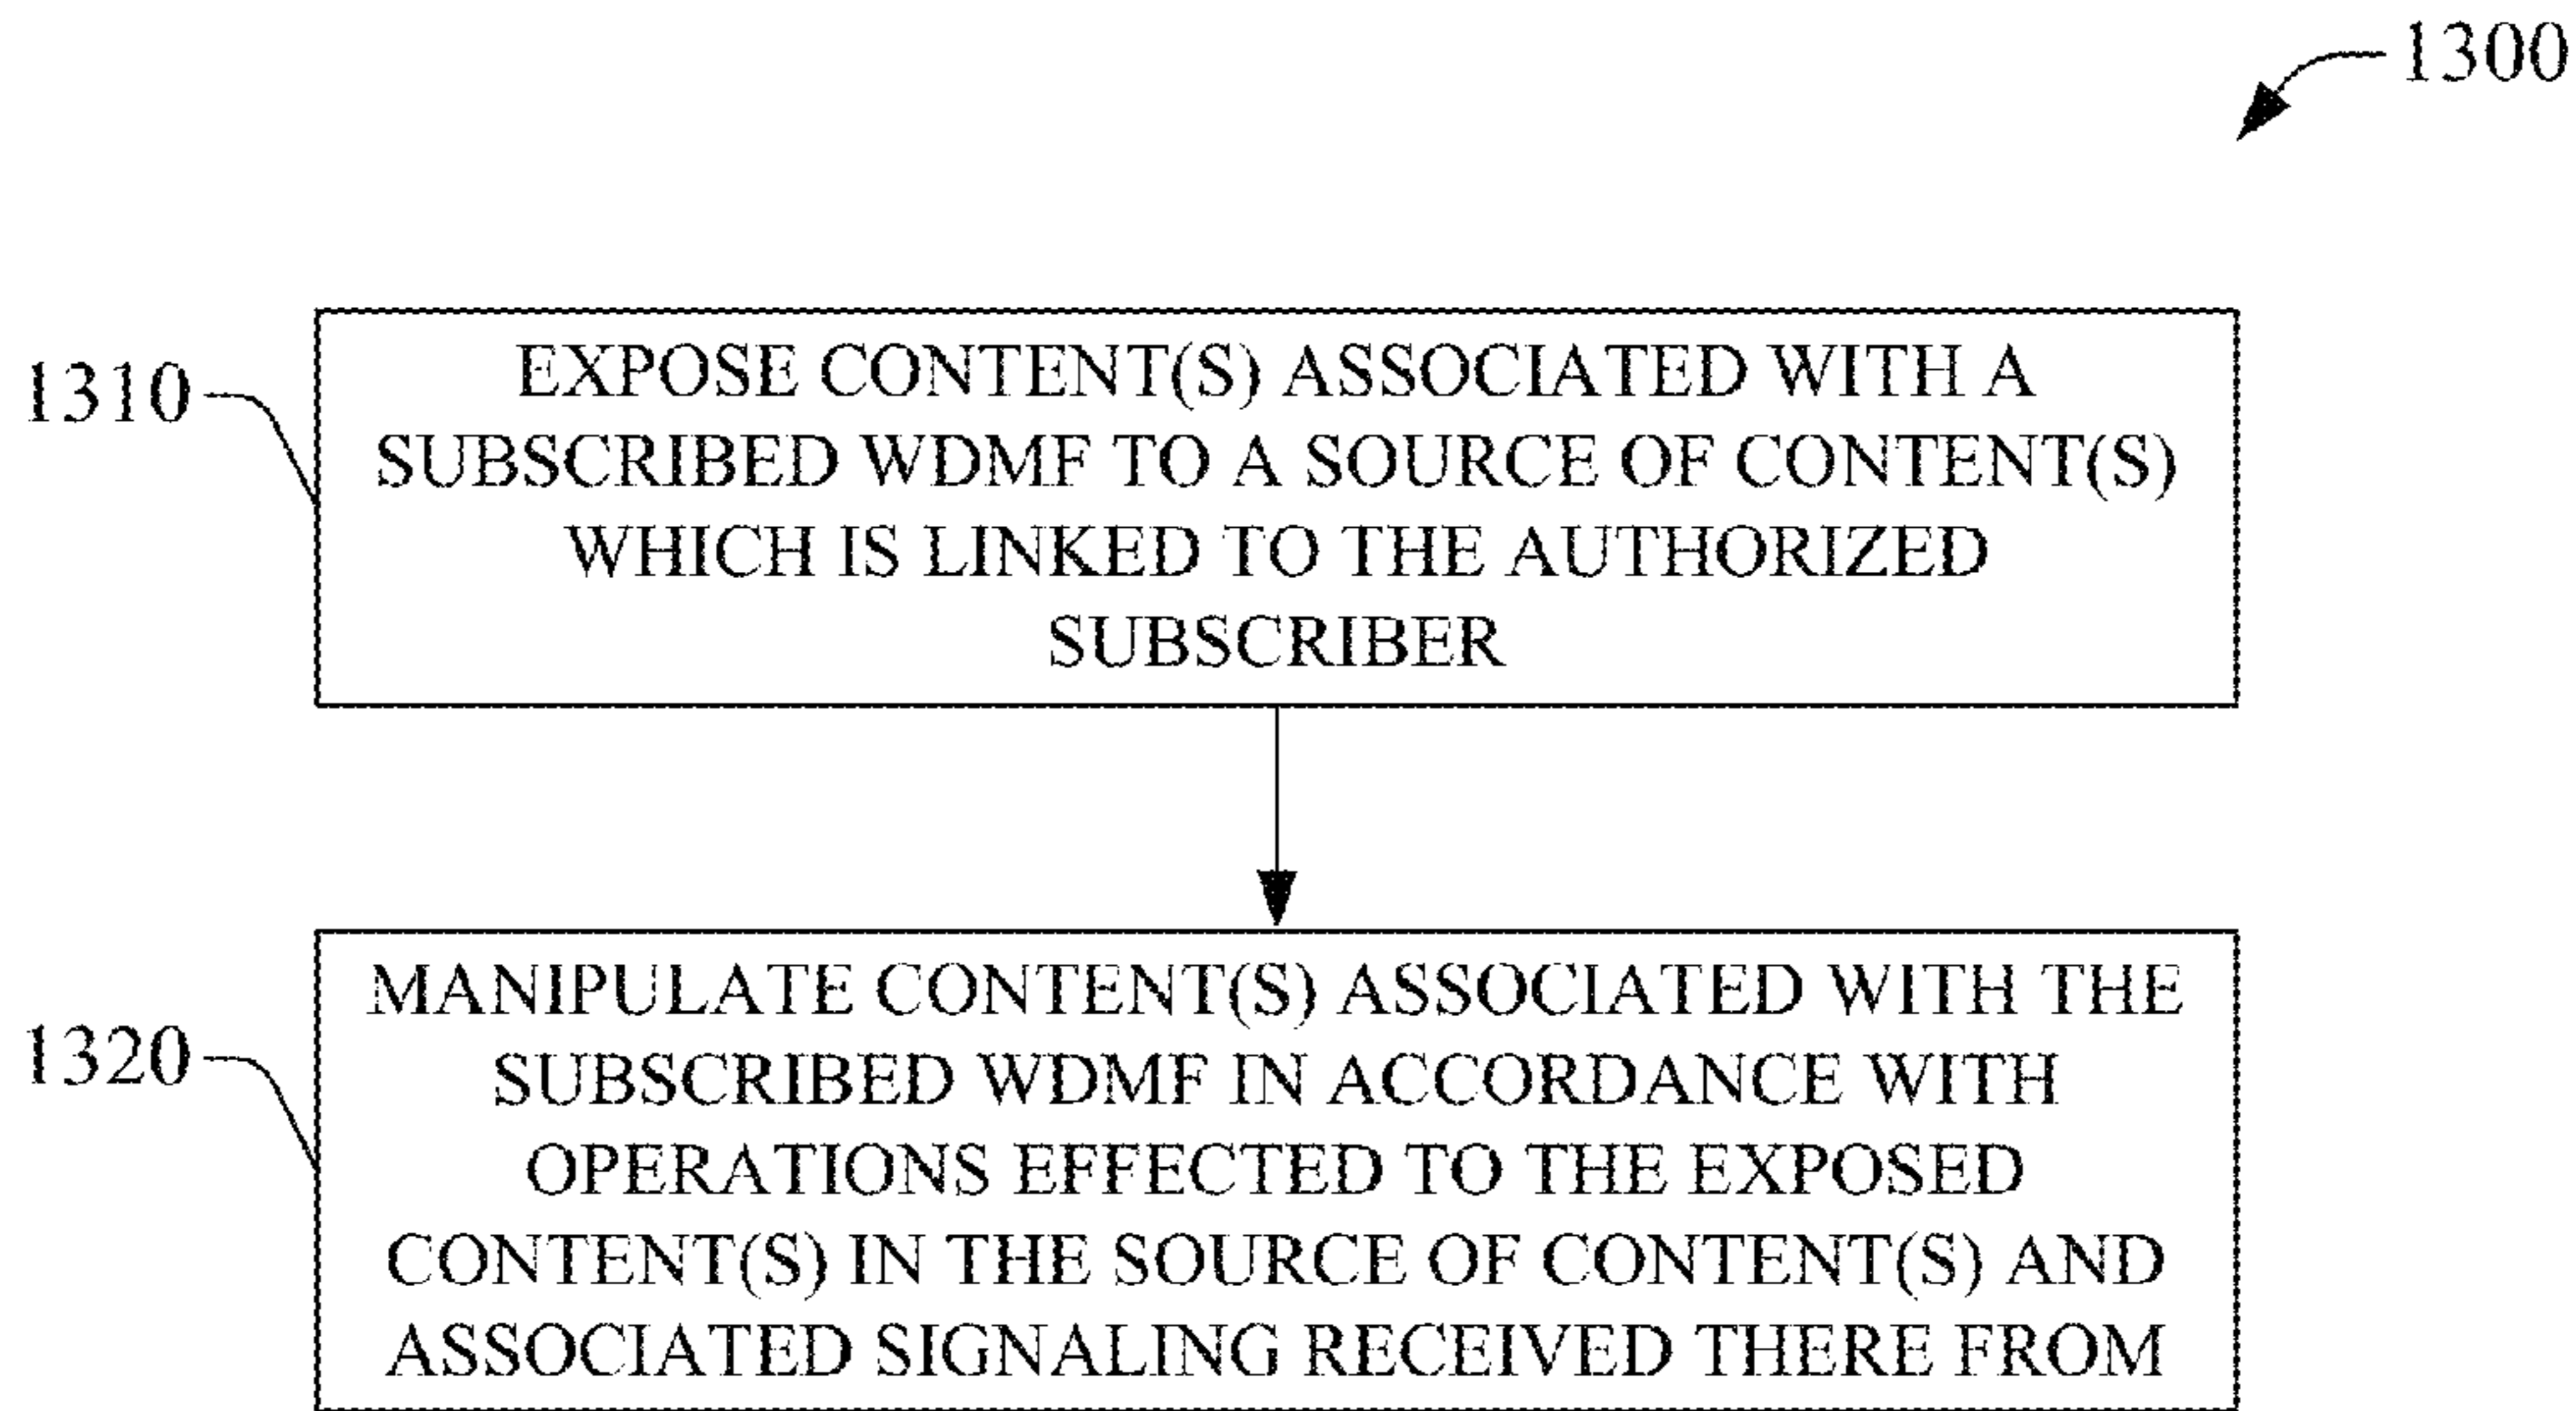 1300
1310
EXPOSE CONTENT(S) ASSOCIATED WITH A
SUBSCRIBED WDMF TO A SOURCE OF CONTENT(S)
WHICH IS LINKED TO THE AUTHORIZED
SUBSCRIBER
1320
MANIPULATE CONTENT(S) ASSOCIATED WITH THE
SUBSCRIBED WDMF IN ACCORDANCE WITH
OPERATIONS EFFECTED TO THE EXPOSED
CONTENT(S) IN THE SOURCE OF CONTENT(S) AND
ASSOCIATED SIGNALING RECEIVED THERE FROM